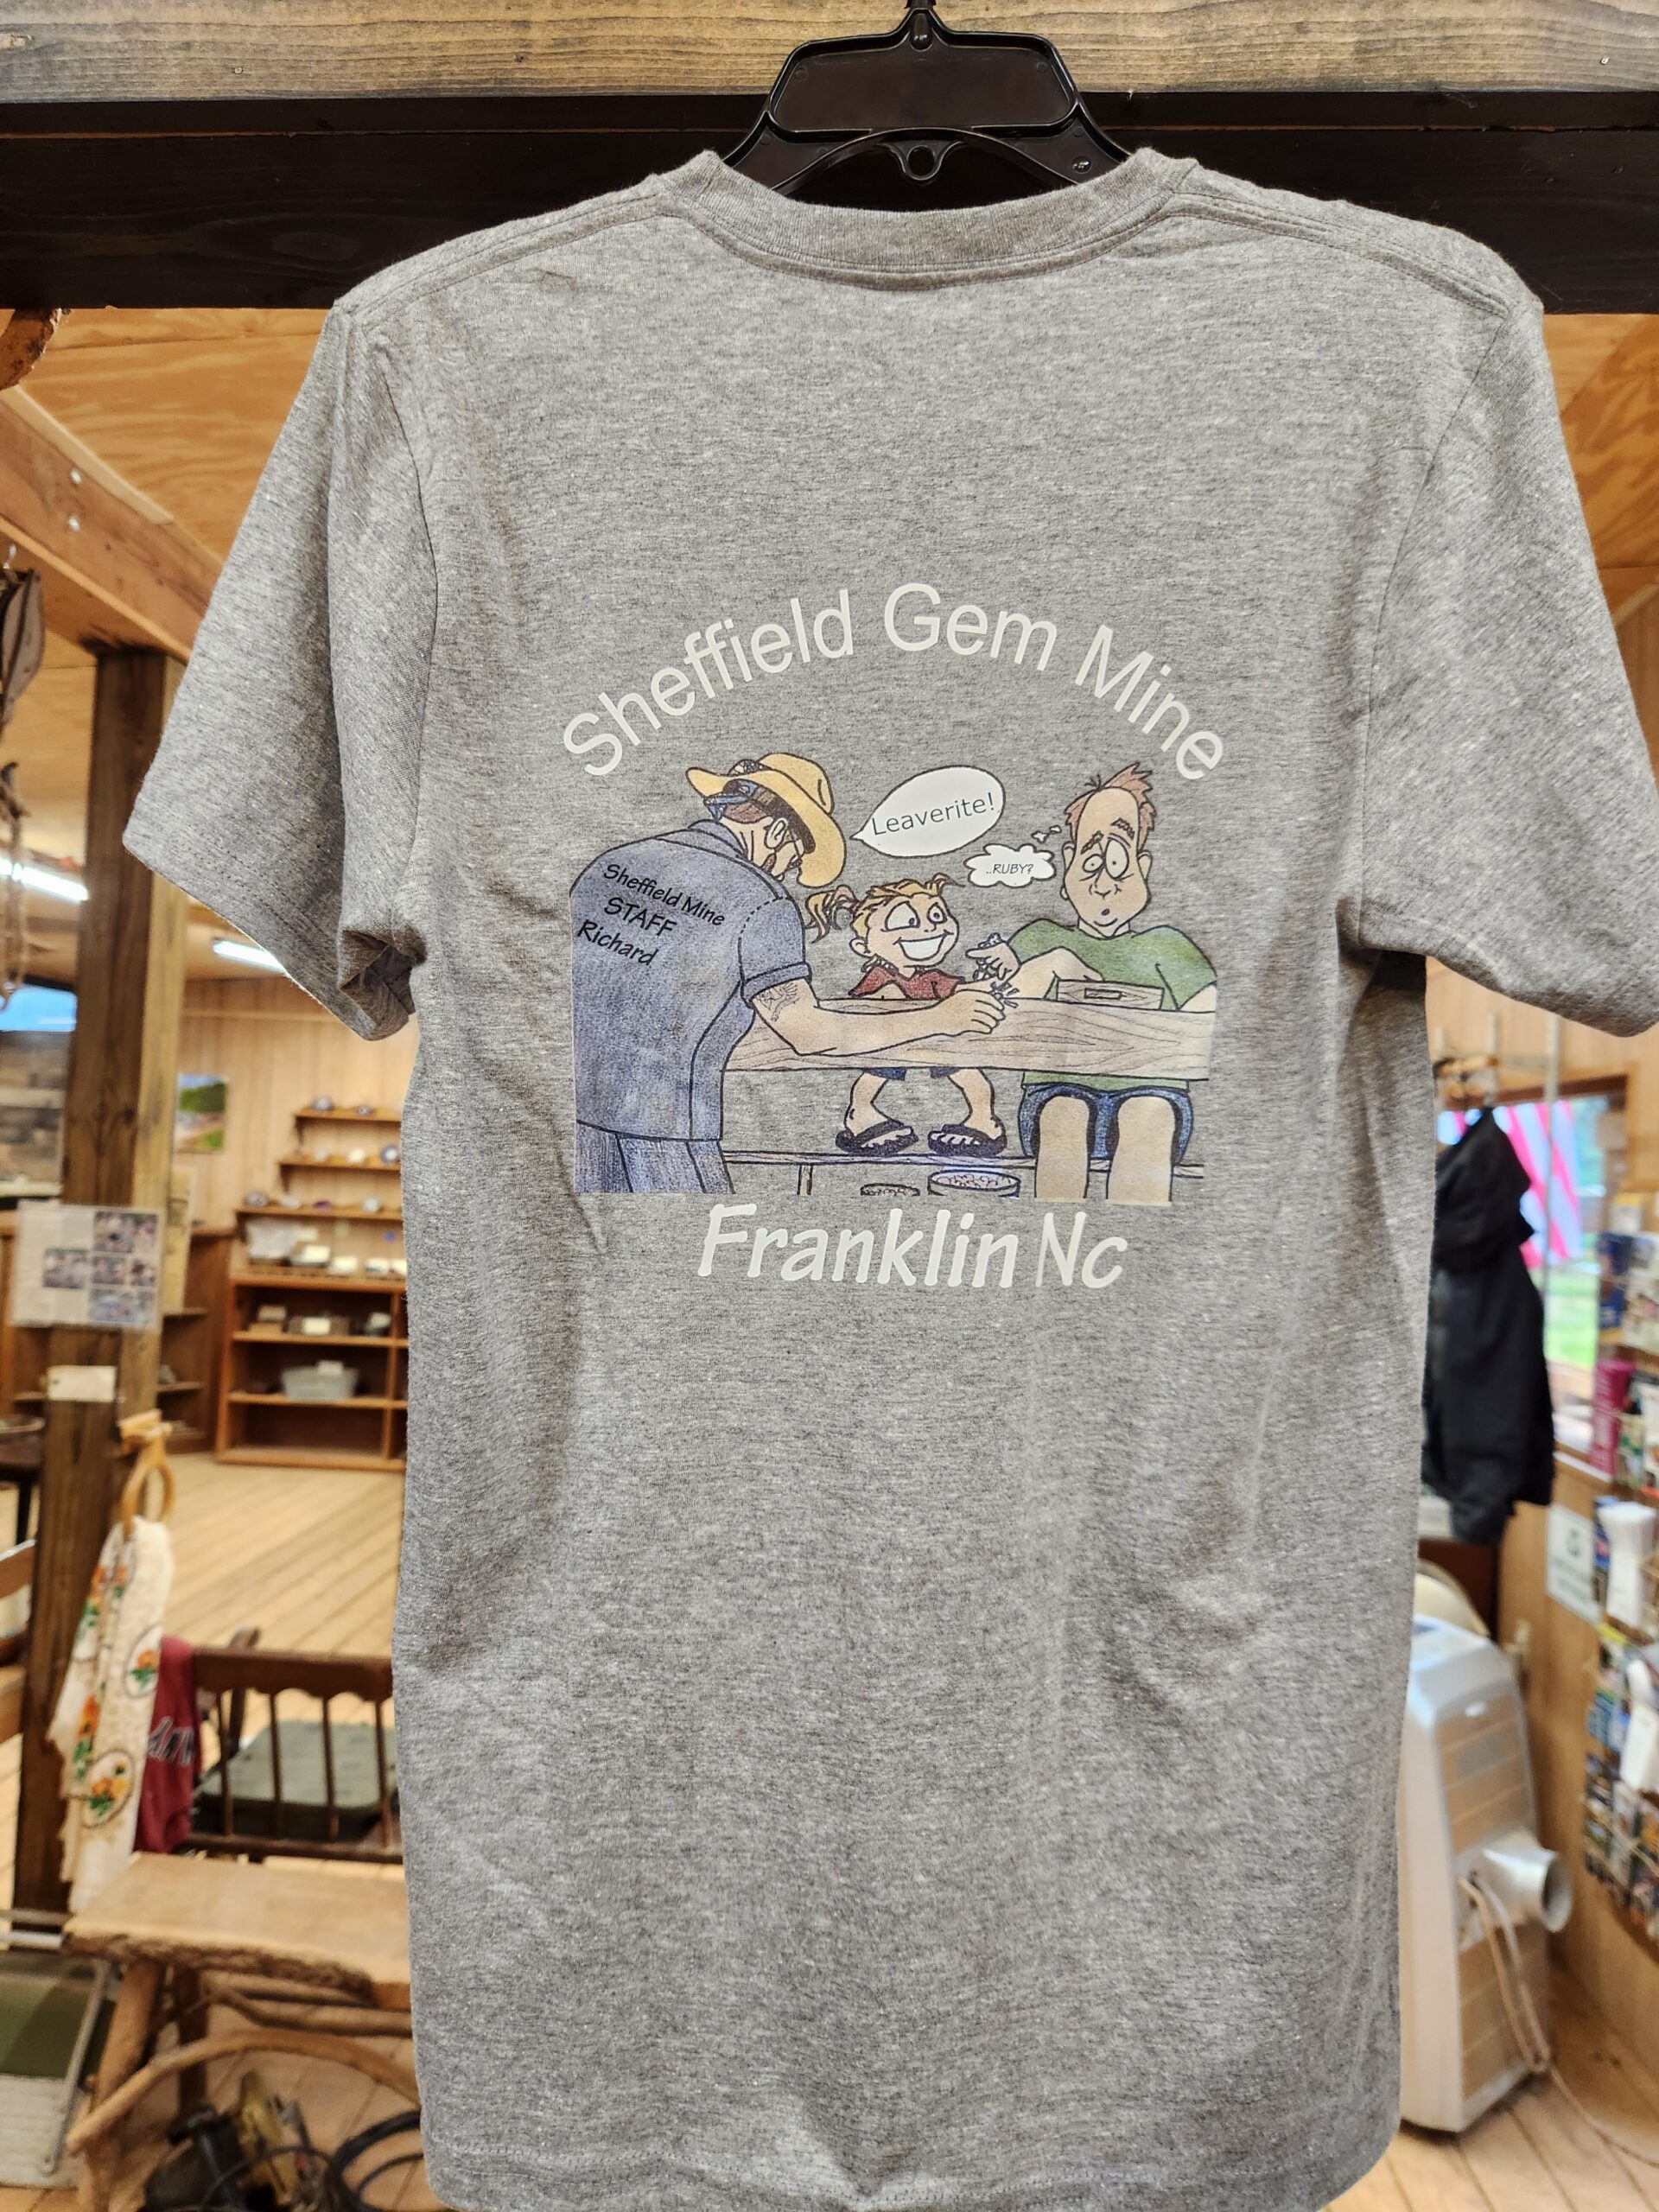 Sheffield Gem Mine
Leaverite!
..RUBY?
Sheffield Mine
STAFF
Richard
Franklin Nc